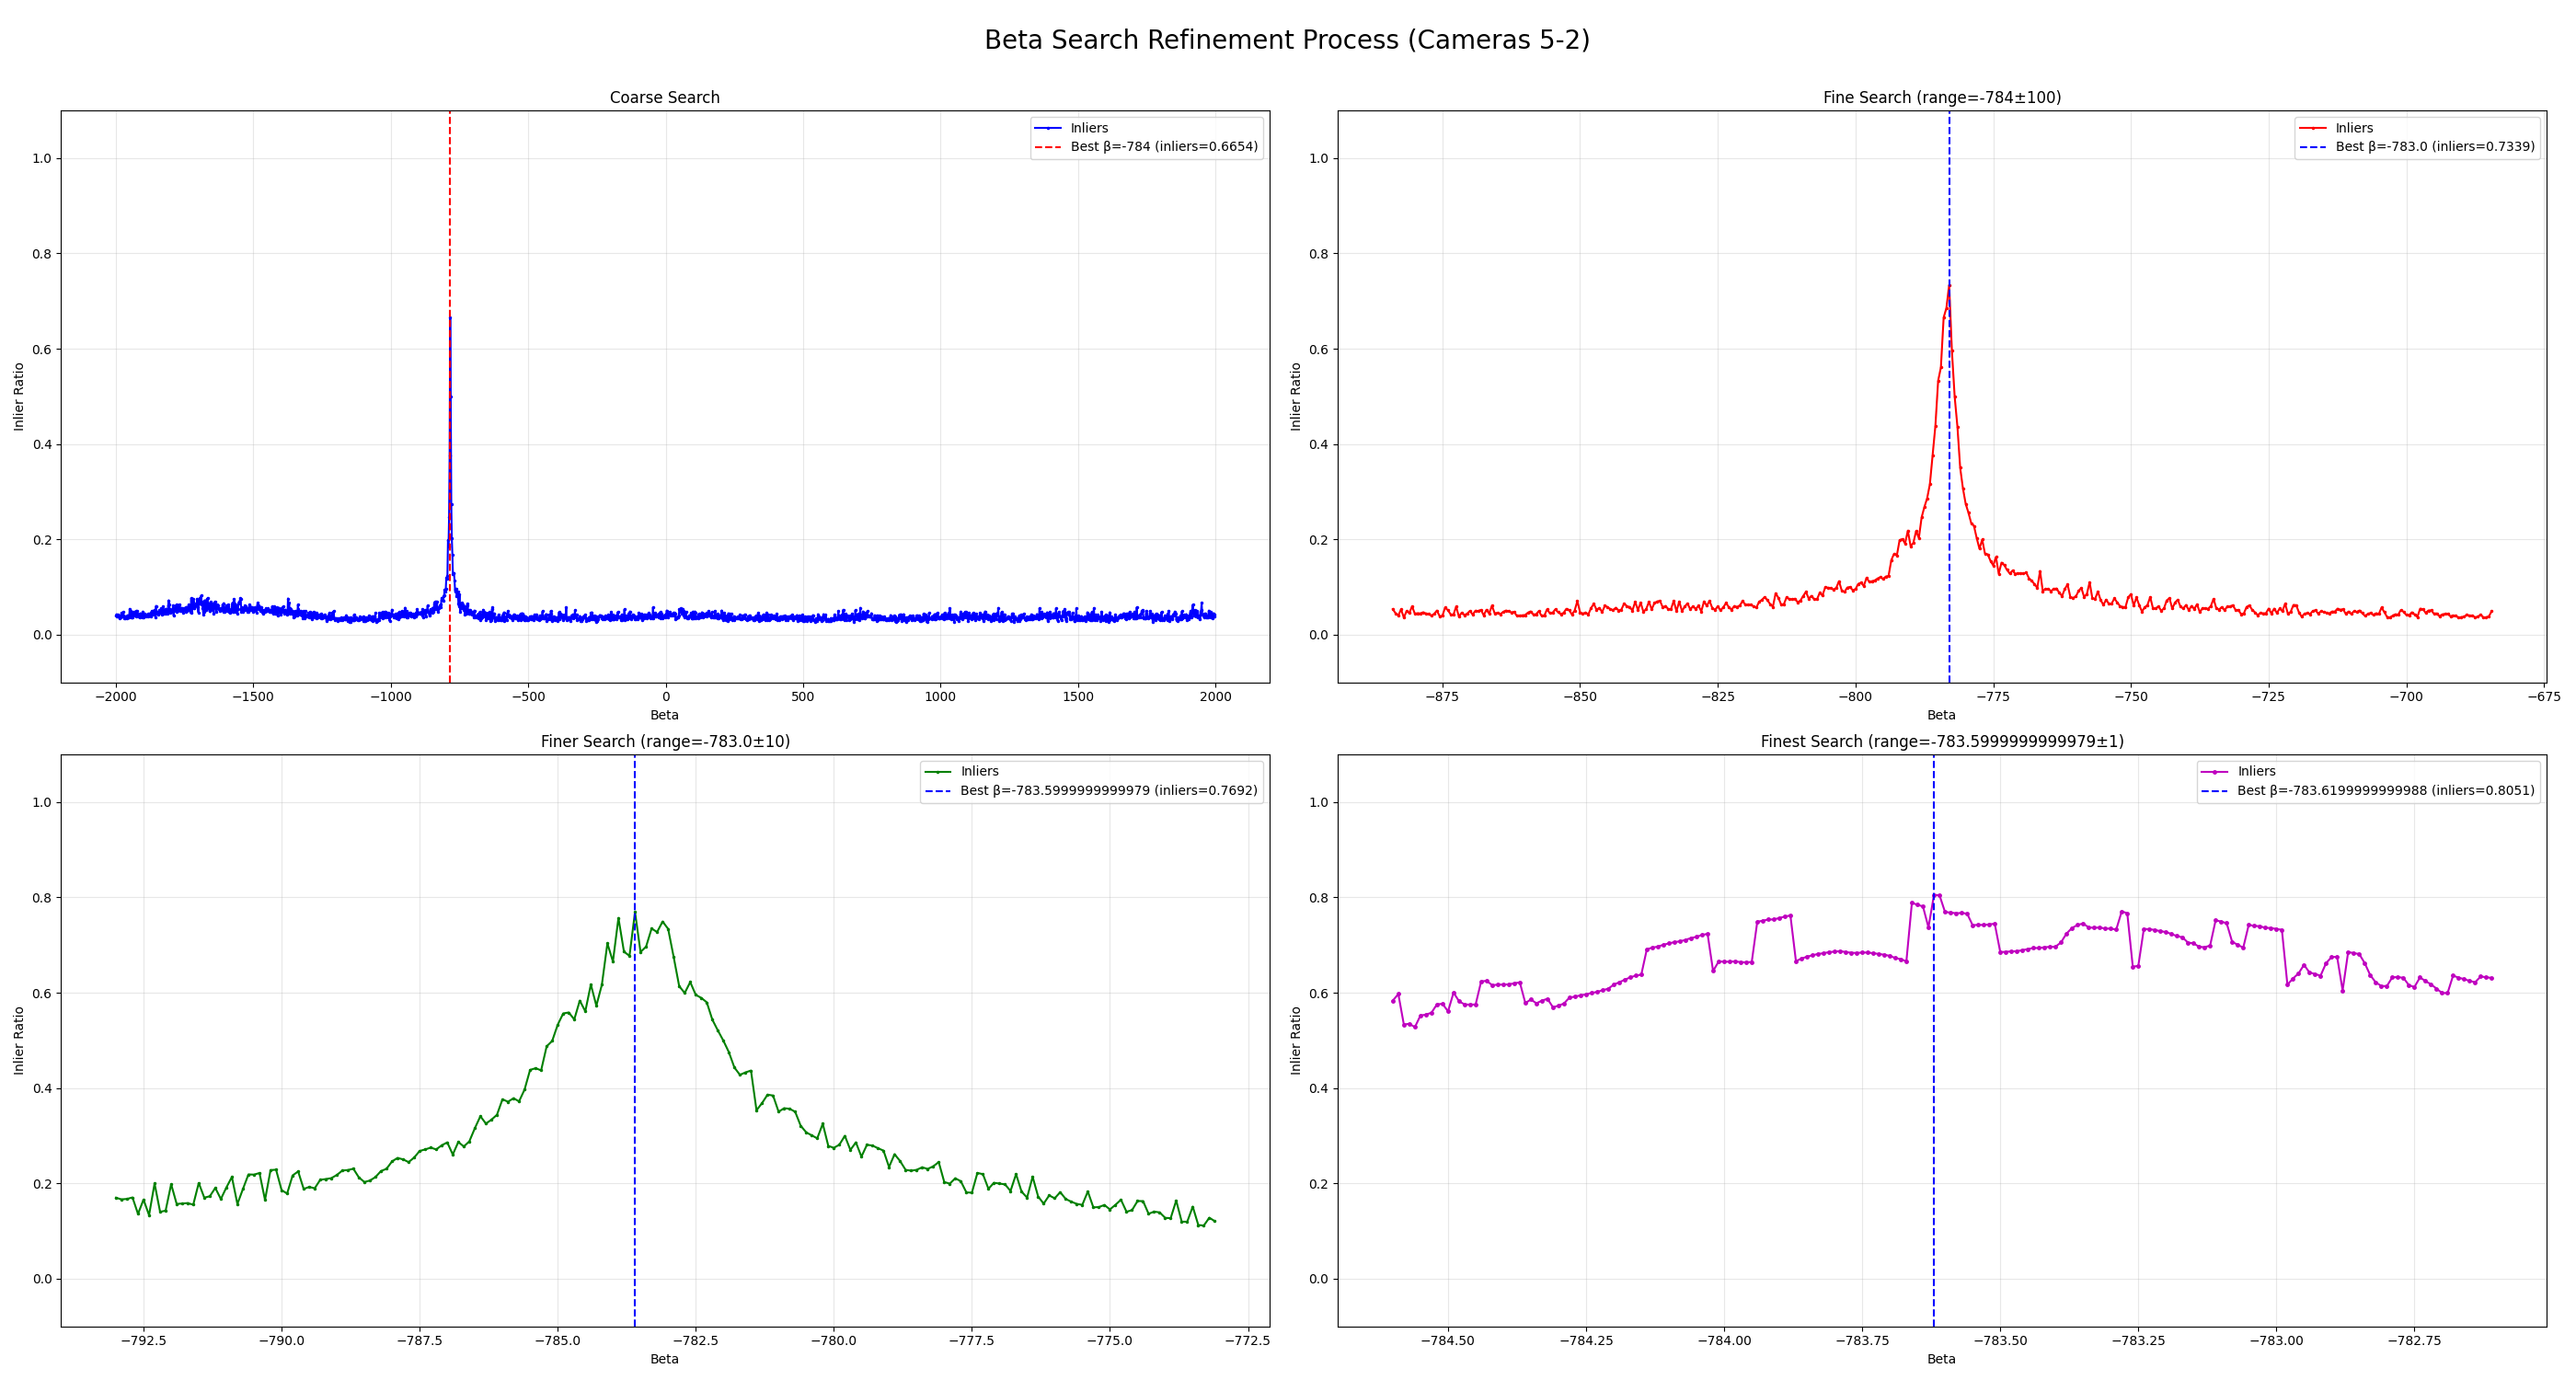 Beta Search Refinement Process (Cameras 5-2)
Coarse Search
Inliers
Best β=-784 (inliers=0.6654)
Inlier Ratio
1.0
0.8
0.6
0.4
0.2
0.0
−2000 −1500 −1000 −500 0 500 1000 1500 2000
Beta
Fine Search (range=-784±100)
Inliers
Best β=-783.0 (inliers=0.7339)
Inlier Ratio
1.0
0.8
0.6
0.4
0.2
0.0
−875 −850 −825 −800 −775 −750 −725 −700 −675
Beta
Finer Search (range=-783.0±10)
Inliers
Best β=-783.5999999999979 (inliers=0.7692)
Inlier Ratio
1.0
0.8
0.6
0.4
0.2
0.0
−792.5 −790.0 −787.5 −785.0 −782.5 −780.0 −777.5 −775.0 −772.5
Beta
Finest Search (range=-783.5999999999979±1)
Inliers
Best β=-783.6199999999988 (inliers=0.8051)
Inlier Ratio
1.0
0.8
0.6
0.4
0.2
0.0
−784.50 −784.25 −784.00 −783.75 −783.50 −783.25 −783.00 −782.75
Beta